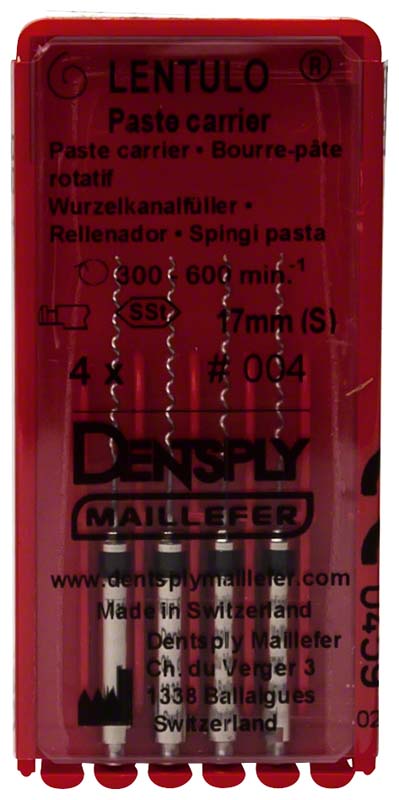 LENTULO ®
Paste carrier
Paste carrier • Bourre-pâte
rotatif
Wurzelkanalfüller •
Rellenador • Spingi pasta
300 - 600 min.⁻¹
SSt 17mm (S)
4 x # 004
DENTSPLY
MAILLEFER
www.dentsplymaillefer.com
Made in Switzerland
Dentsply Maillefer
Ch. du Verger 3
1338 Ballaigues
Switzerland
0459